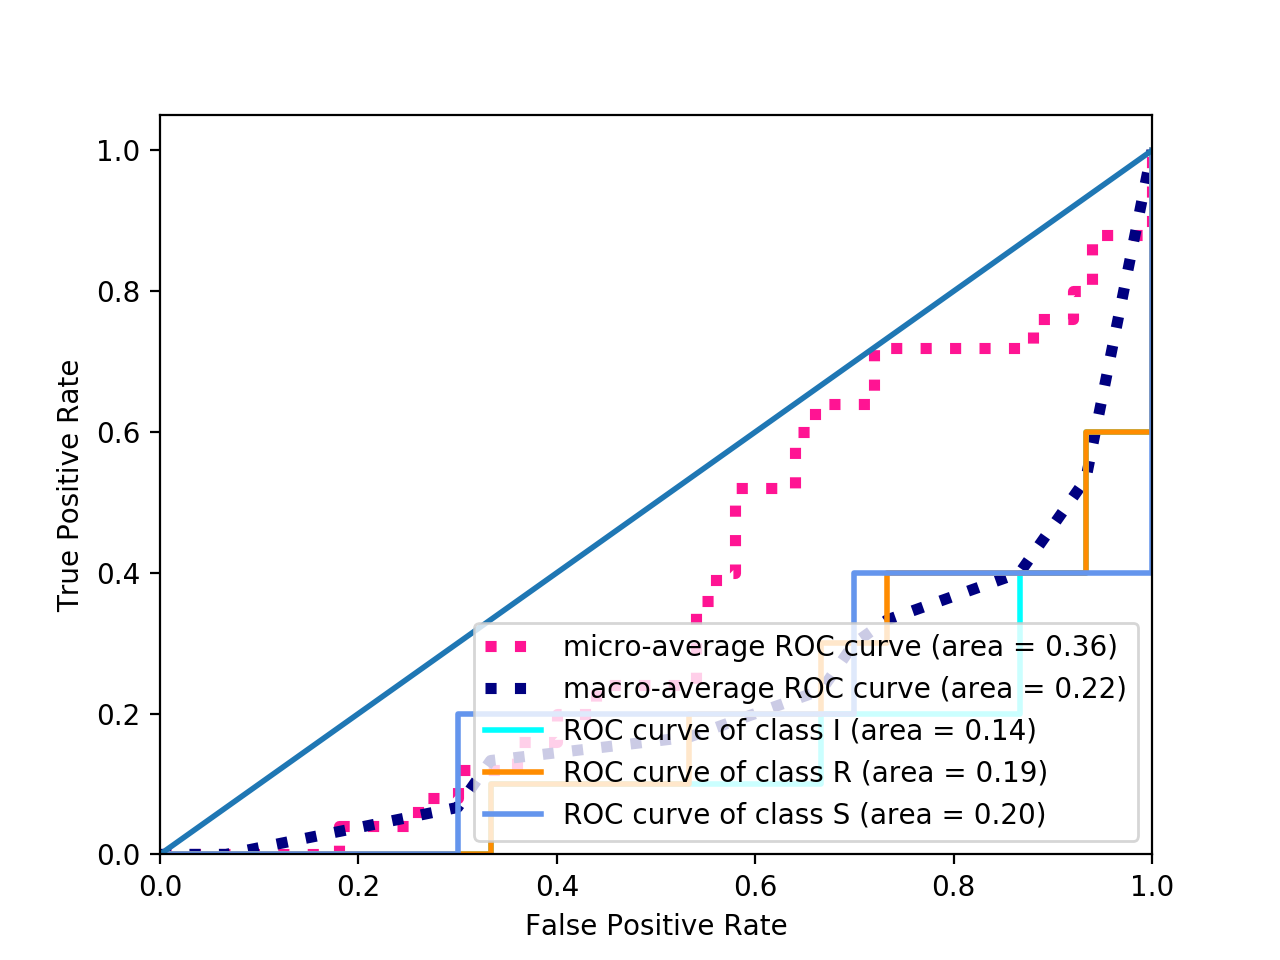 1.0
0.8
0.6
0.4
0.2
0.0
True Positive Rate
micro-average ROC curve (area = 0.36)
macro-average ROC curve (area = 0.22)
ROC curve of class I (area = 0.14)
ROC curve of class R (area = 0.19)
ROC curve of class S (area = 0.20)
0.0 0.2 0.4 0.6 0.8 1.0
False Positive Rate